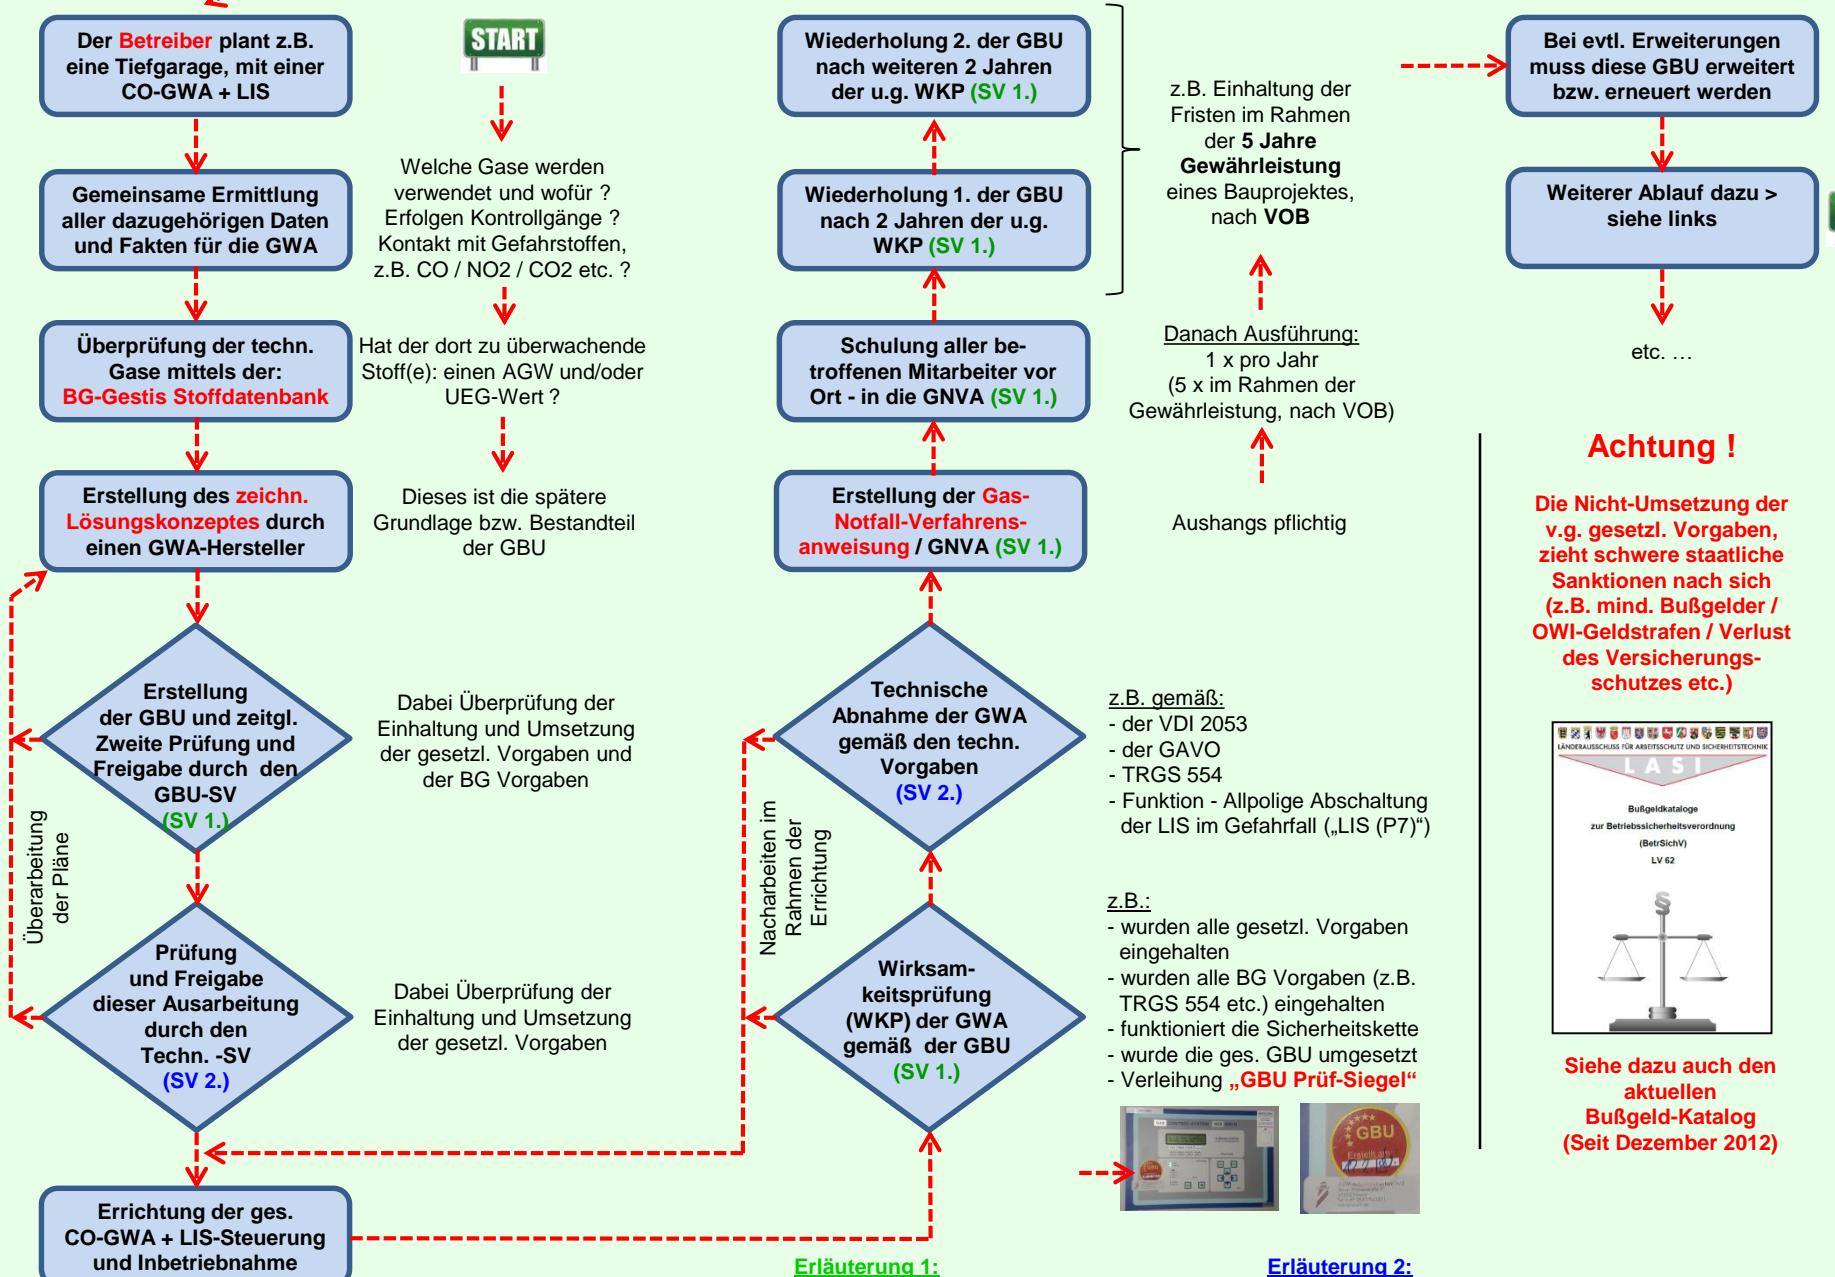 Der Betreiber plant z.B.
eine Tiefgarage, mit einer
CO-GWA + LIS
Gemeinsame Ermittlung
aller dazugehörigen Daten
und Fakten für die GWA
Überprüfung der techn.
Gase mittels der:
BG-Gestis Stoffdatenbank
Erstellung des zeichn.
Lösungskonzeptes durch
einen GWA-Hersteller
Erstellung
der GBU und zeitgl.
Zweite Prüfung und
Freigabe durch den
GBU-SV
(SV 1.)
Überarbeitung
der Pläne
Prüfung
und Freigabe
dieser Ausarbeitung
durch den
Techn. -SV
(SV 2.)
Errichtung der ges.
CO-GWA + LIS-Steuerung
und Inbetriebnahme
START
Welche Gase werden
verwendet und wofür ?
Erfolgen Kontrollgänge ?
Kontakt mit Gefahrstoffen,
z.B. CO / NO2 / CO2 etc. ?
Hat der dort zu überwachende
Stoff(e): einen AGW und/oder
UEG-Wert ?
Dieses ist die spätere
Grundlage bzw. Bestandteil
der GBU
Dabei Überprüfung der
Einhaltung und Umsetzung
der gesetzl. Vorgaben und
der BG Vorgaben
Dabei Überprüfung der
Einhaltung und Umsetzung
der gesetzl. Vorgaben
Wiederholung 2. der GBU
nach weiteren 2 Jahren
der u.g. WKP (SV 1.)
Wiederholung 1. der GBU
nach 2 Jahren der u.g.
WKP (SV 1.)
Schulung aller be-
troffenen Mitarbeiter vor
Ort - in die GNVA (SV 1.)
Erstellung der Gas-
Notfall-Verfahrens-
anweisung / GNVA (SV 1.)
Technische
Abnahme der GWA
gemäß den techn.
Vorgaben
(SV 2.)
Nacharbeiten im
Rahmen der
Errichtung
Wirksam-
keitsprüfung
(WKP) der GWA
gemäß der GBU
(SV 1.)
Erläuterung 1:
z.B. Einhaltung der
Fristen im Rahmen
der 5 Jahre
Gewährleistung
eines Bauprojektes,
nach VOB
Danach Ausführung:
1 x pro Jahr
(5 x im Rahmen der
Gewährleistung, nach VOB)
Aushangs pflichtig
z.B. gemäß:
- der VDI 2053
- der GAVO
- TRGS 554
- Funktion - Allpolige Abschaltung
der LIS im Gefahrfall („LIS (P7)“)
z.B.:
- wurden alle gesetzl. Vorgaben
eingehalten
- wurden alle BG Vorgaben (z.B.
TRGS 554 etc.) eingehalten
- funktioniert die Sicherheitskette
- wurde die ges. GBU umgesetzt
- Verleihung „GBU Prüf-Siegel“
GBU
Erstellt am:
Erläuterung 2:
Bei evtl. Erweiterungen
muss diese GBU erweitert
bzw. erneuert werden
Weiterer Ablauf dazu >
siehe links
etc. …
Achtung !
Die Nicht-Umsetzung der
v.g. gesetzl. Vorgaben,
zieht schwere staatliche
Sanktionen nach sich
(z.B. mind. Bußgelder /
OWI-Geldstrafen / Verlust
des Versicherungs-
schutzes etc.)
LÄNDERAUSSCHUSS FÜR ARBEITSSCHUTZ UND SICHERHEITSTECHNIK
LASI
Bußgeldkataloge
zur Betriebssicherheitsverordnung
(BetrSichV)
LV 62
§
Siehe dazu auch den
aktuellen
Bußgeld-Katalog
(Seit Dezember 2012)